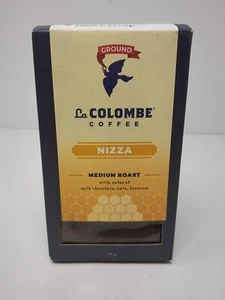 GROUND
La COLOMBE®
COFFEE
NIZZA
MEDIUM ROAST
with notes of
milk chocolate, nuts, brownie